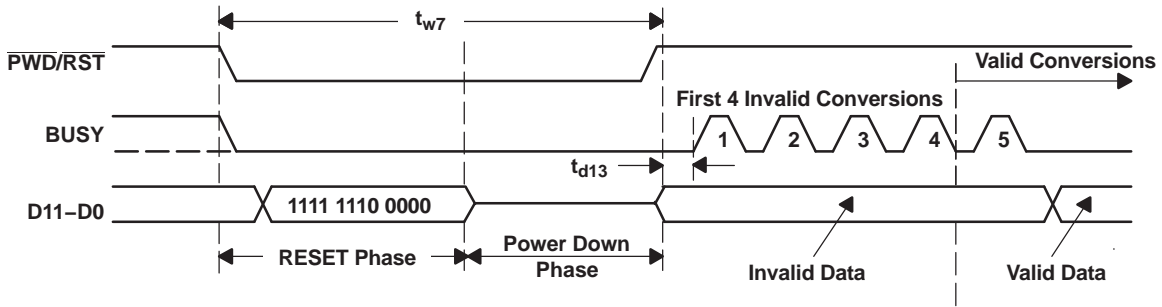 tw7
PWD/RST
Valid Conversions
First 4 Invalid Conversions
BUSY
1 2 3 4 5
td13
D11–D0
1111 1110 0000
RESET Phase
Power Down
Phase
Invalid Data
Valid Data